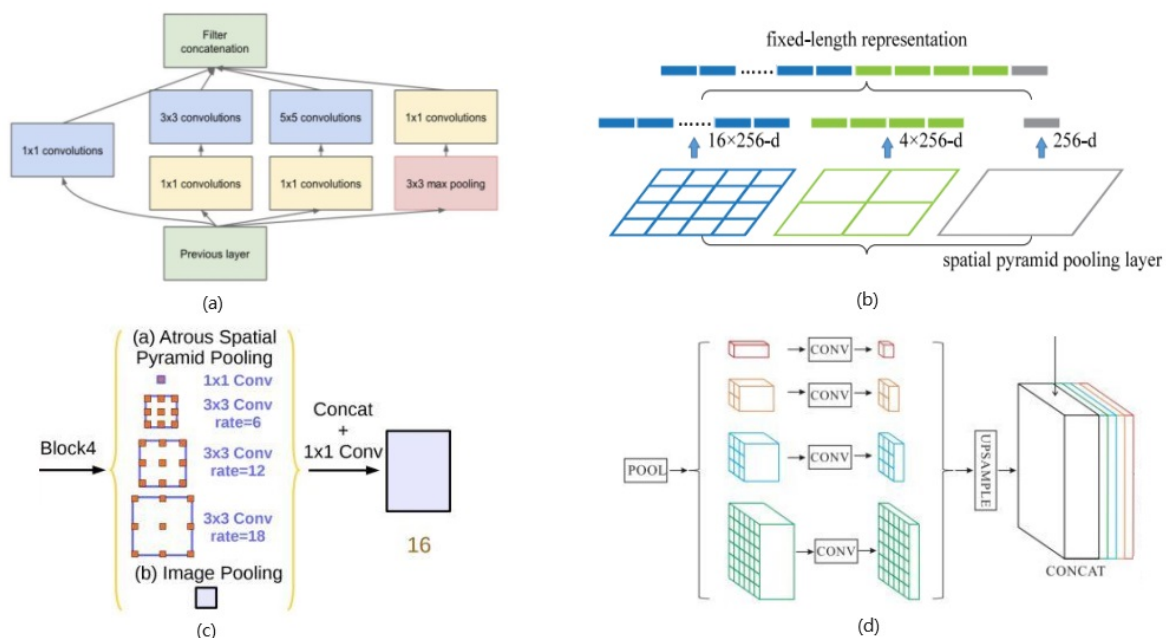 Filter
concatenation
3x3 convolutions
5x5 convolutions
1x1 convolutions
1x1 convolutions
1x1 convolutions
1x1 convolutions
3x3 max pooling
Previous layer
(a)
fixed-length representation
......
......
16×256-d
4×256-d
256-d
spatial pyramid pooling layer
(b)
(a) Atrous Spatial
Pyramid Pooling
1x1 Conv
3x3 Conv
rate=6
3x3 Conv
rate=12
3x3 Conv
rate=18
(b) Image Pooling
Block4
Concat
+
1x1 Conv
16
(c)
POOL
CONV
CONV
CONV
CONV
UPSAMPLE
CONCAT
(d)